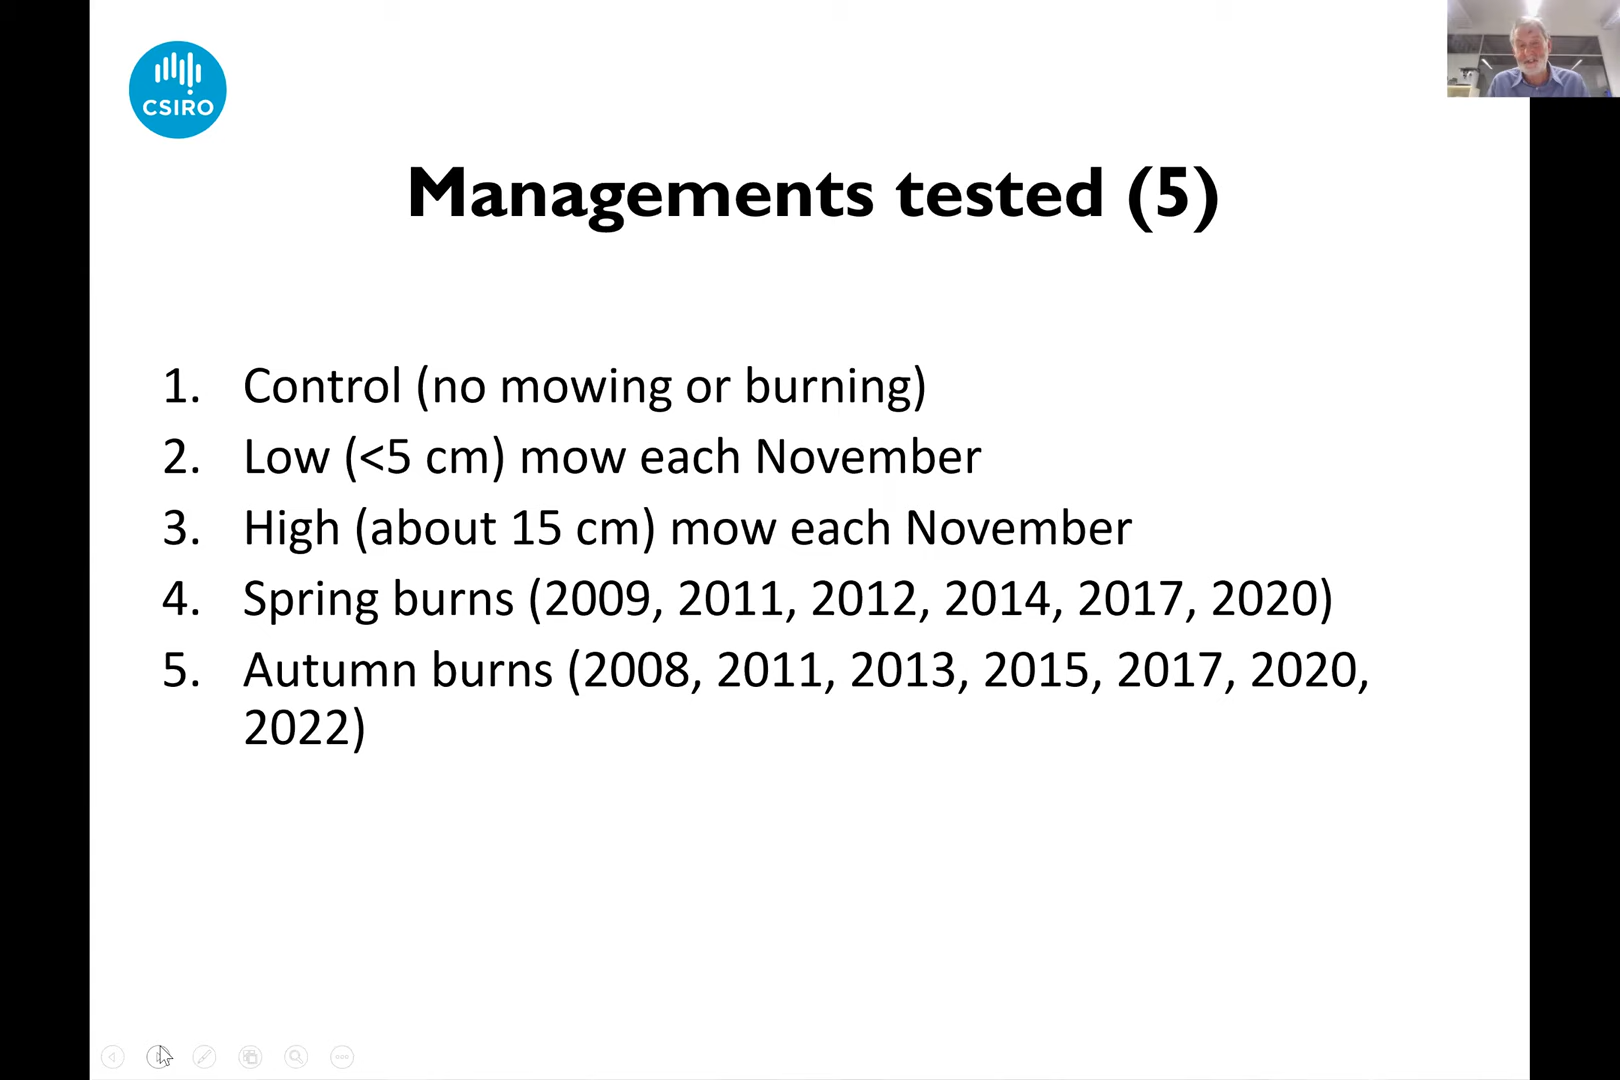 CSIRO
Managements tested (5)
1. Control (no mowing or burning)
2. Low (<5 cm) mow each November
3. High (about 15 cm) mow each November
4. Spring burns (2009, 2011, 2012, 2014, 2017, 2020)
5. Autumn burns (2008, 2011, 2013, 2015, 2017, 2020,
2022)